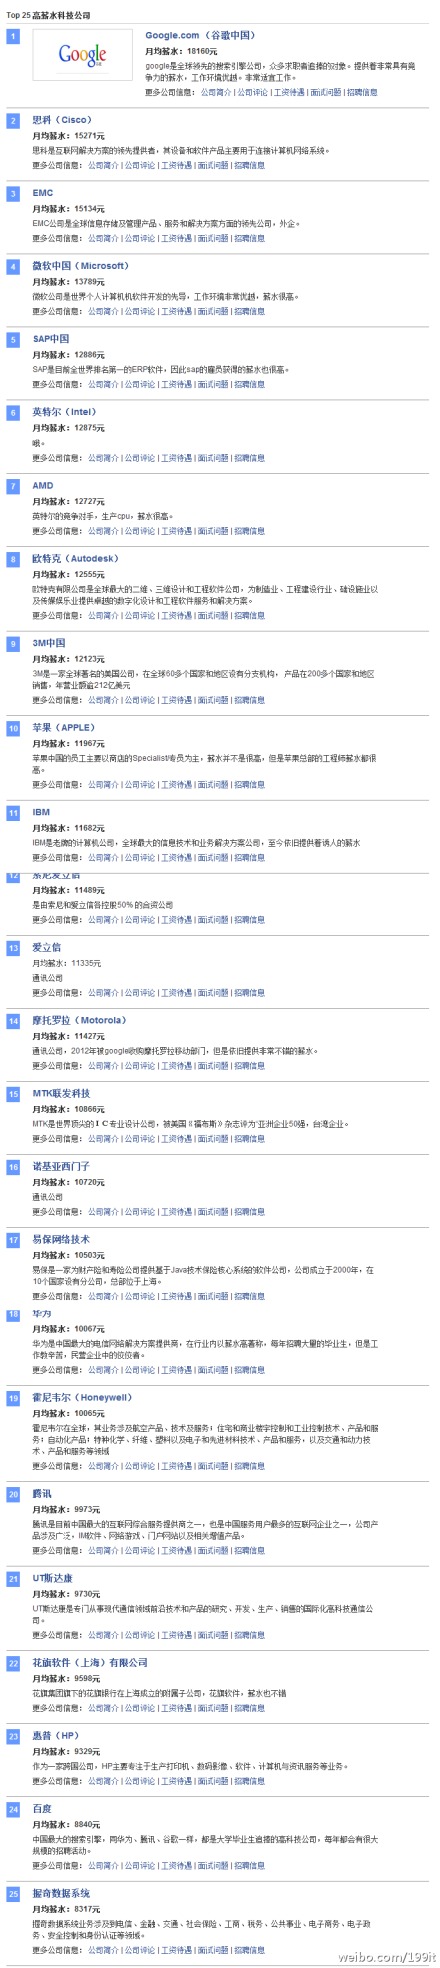 Top 25 高薪水科技公司
1
Google
Google.com（谷歌中国）
月均薪水：18160元
google是全球领先的搜索引擎公司，众多求职者追捧的对象。提供着非常具有竞
争力的薪水，工作环境优越。非常适宜工作。
更多公司信息： 公司简介 | 公司评论 | 工资待遇 | 面试问题 | 招聘信息
2
思科（Cisco）
月均薪水：15271元
思科是互联网解决方案的领先提供者，其设备和软件产品主要用于连接计算机网络系统。
更多公司信息： 公司简介 | 公司评论 | 工资待遇 | 面试问题 | 招聘信息
3
EMC
月均薪水：15134元
EMC公司是全球信息存储及管理产品、服务和解决方案方面的领先公司，外企。
更多公司信息： 公司简介 | 公司评论 | 工资待遇 | 面试问题 | 招聘信息
4
微软中国（Microsoft）
月均薪水：13789元
微软公司是世界个人计算机机软件开发的先导，工作环境非常优越，薪水很高。
更多公司信息： 公司简介 | 公司评论 | 工资待遇 | 面试问题 | 招聘信息
5
SAP中国
月均薪水：12886元
SAP是目前全世界排名第一的ERP软件，因此sap的雇员获得的薪水也很高。
更多公司信息： 公司简介 | 公司评论 | 工资待遇 | 面试问题 | 招聘信息
6
英特尔（Intel）
月均薪水：12875元
哦。
更多公司信息： 公司简介 | 公司评论 | 工资待遇 | 面试问题 | 招聘信息
7
AMD
月均薪水：12727元
英特尔的竞争对手，生产cpu，薪水很高。
更多公司信息： 公司简介 | 公司评论 | 工资待遇 | 面试问题 | 招聘信息
8
欧特克（Autodesk）
月均薪水：12555元
欧特克有限公司是全球最大的二维、三维设计和工程软件公司，为制造业、工程建设行业、础设施业以
及传媒娱乐业提供卓越的数字化设计和工程软件服务和解决方案。
更多公司信息： 公司简介 | 公司评论 | 工资待遇 | 面试问题 | 招聘信息
9
3M中国
月均薪水：12123元
3M是一家全球著名的美国公司，在全球60多个国家和地区设有分支机构， 产品在200多个国家和地区
销售，年营业额逾212亿美元
更多公司信息： 公司简介 | 公司评论 | 工资待遇 | 面试问题 | 招聘信息
10
苹果（APPLE）
月均薪水：11967元
苹果中国的员工主要以商店的Specialist/专员为主，薪水并不是很高，但是苹果总部的工程师薪水都很
高。
更多公司信息： 公司简介 | 公司评论 | 工资待遇 | 面试问题 | 招聘信息
11
IBM
月均薪水：11682元
IBM是老牌的计算机公司，全球最大的信息技术和业务解决方案公司，至今依旧提供着诱人的薪水
12
索尼爱立信
月均薪水：11489元
是由索尼和爱立信各控股50% 的合资公司
更多公司信息： 公司简介 | 公司评论 | 工资待遇 | 面试问题 | 招聘信息
13
爱立信
月均薪水：11335元
通讯公司
更多公司信息： 公司简介 | 公司评论 | 工资待遇 | 面试问题 | 招聘信息
14
摩托罗拉（Motorola）
月均薪水：11427元
通讯公司，2012年被google收购摩托罗拉移动部门，但是依旧提供非常不错的薪水。
更多公司信息： 公司简介 | 公司评论 | 工资待遇 | 面试问题 | 招聘信息
15
MTK联发科技
月均薪水：10866元
MTK是世界顶尖的ＩＣ专业设计公司，被美国《福布斯》杂志评为"亚洲企业50强，台湾企业。
更多公司信息： 公司简介 | 公司评论 | 工资待遇 | 面试问题 | 招聘信息
16
诺基亚西门子
月均薪水：10720元
通讯公司
更多公司信息： 公司简介 | 公司评论 | 工资待遇 | 面试问题 | 招聘信息
17
易保网络技术
月均薪水：10503元
易保是一家为财产险和寿险公司提供基于Java技术保险核心系统的软件公司，公司成立于2000年，在
10个国家设有分公司，总部位于上海。
更多公司信息： 公司简介 | 公司评论 | 工资待遇 | 面试问题 | 招聘信息
18
华为
月均薪水：10067元
华为是中国最大的电信网络解决方案提供商，在行业内以薪水高著称，每年招聘大量的毕业生，但是工
作教辛苦，民营企业中的佼佼者。
更多公司信息： 公司简介 | 公司评论 | 工资待遇 | 面试问题 | 招聘信息
19
霍尼韦尔（Honeywell）
月均薪水：10065元
霍尼韦尔在全球，其业务涉及航空产品、技术及服务；住宅和商业楼宇控制和工业控制技术、产品和服
务；自动化产品；特种化学、纤维、塑料以及电子和先进材料技术、产品和服务，以及交通和动力技
术、产品和服务等领域
更多公司信息： 公司简介 | 公司评论 | 工资待遇 | 面试问题 | 招聘信息
20
腾讯
月均薪水：9973元
腾讯是目前中国最大的互联网综合服务提供商之一，也是中国服务用户最多的互联网企业之一，公司产
品涉及广泛，IM软件、网络游戏、门户网站以及相关增值产品。
更多公司信息： 公司简介 | 公司评论 | 工资待遇 | 面试问题 | 招聘信息
21
UT斯达康
月均薪水：9730元
UT斯达康是专门从事现代通信领域前沿技术和产品的研究、开发、生产、销售的国际化高科技通信公
司。
更多公司信息： 公司简介 | 公司评论 | 工资待遇 | 面试问题 | 招聘信息
22
花旗软件（上海）有限公司
月均薪水：9598元
花旗集团旗下的花旗银行在上海成立的附属子公司，花旗软件，薪水也不错
更多公司信息： 公司简介 | 公司评论 | 工资待遇 | 面试问题 | 招聘信息
23
惠普（HP）
月均薪水：9329元
作为一家跨国公司，HP主要专注于生产打印机、数码影像、软件、计算机与资讯服务等业务。
更多公司信息： 公司简介 | 公司评论 | 工资待遇 | 面试问题 | 招聘信息
24
百度
月均薪水：8840元
中国最大的搜索引擎，同华为、腾讯、谷歌一样，都是大学毕业生追捧的高科技公司，每年都会有很大
规模的招聘活动。
更多公司信息： 公司简介 | 公司评论 | 工资待遇 | 面试问题 | 招聘信息
25
握奇数据系统
月均薪水：8317元
握奇数据系统业务涉及到电信、金融、交通、社会保险、工商、税务、公共事业、电子商务、电子政
务、安全控制和身份认证等领域。
更多公司信息： 公司简介 | 公司评论 | 工资待遇 | 面试问题 | 招聘信息
weibo.com/199it